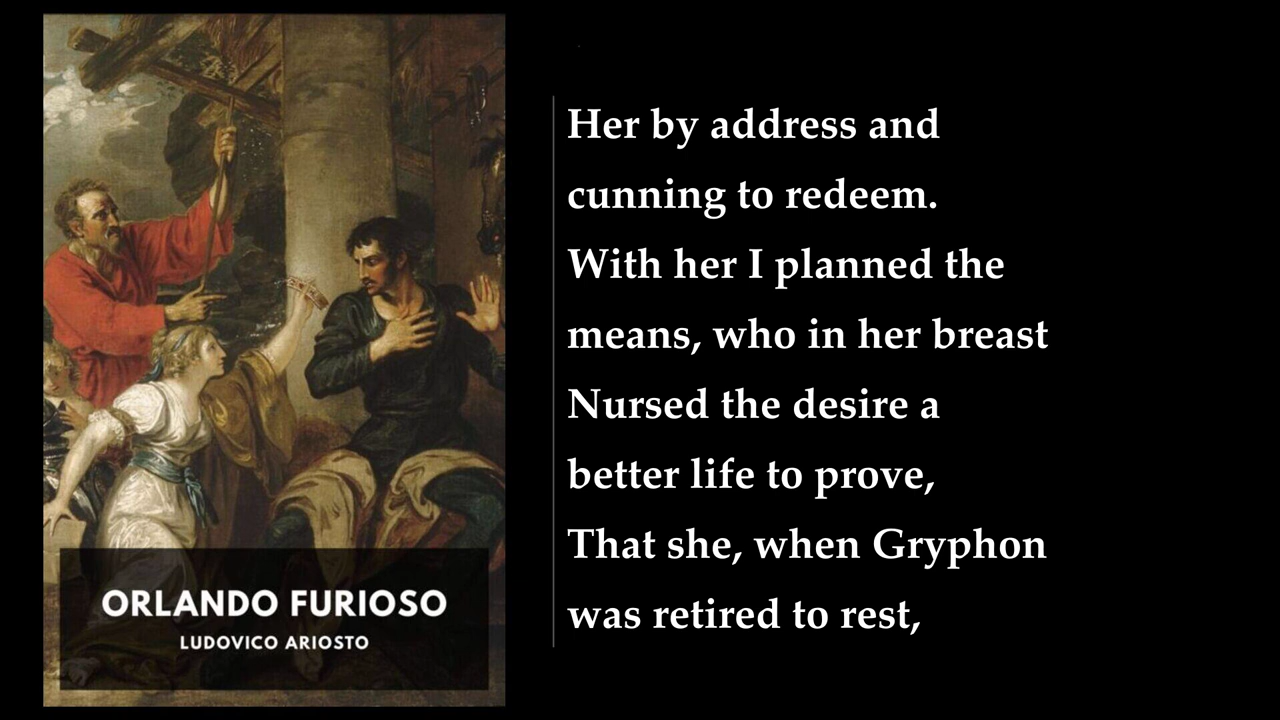 ORLANDO FURIOSO
LUDOVICO ARIOSTO
Her by address and
cunning to redeem.
With her I planned the
means, who in her breast
Nursed the desire a
better life to prove,
That she, when Gryphon
was retired to rest,